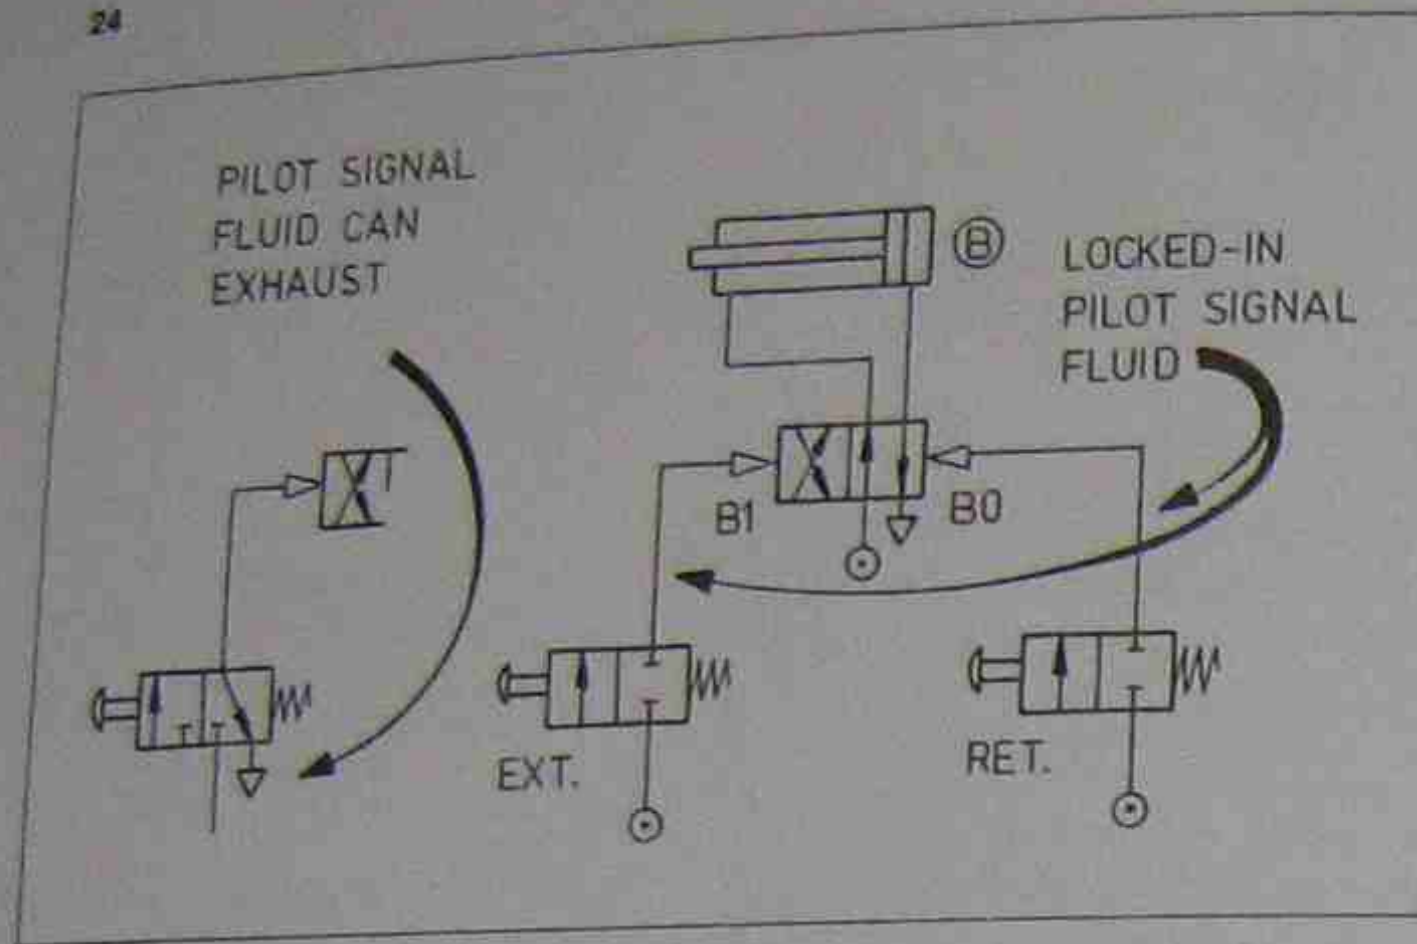 24
PILOT SIGNAL
FLUID CAN
EXHAUST
B
LOCKED-IN
PILOT SIGNAL
FLUID
B1
B0
EXT.
RET.